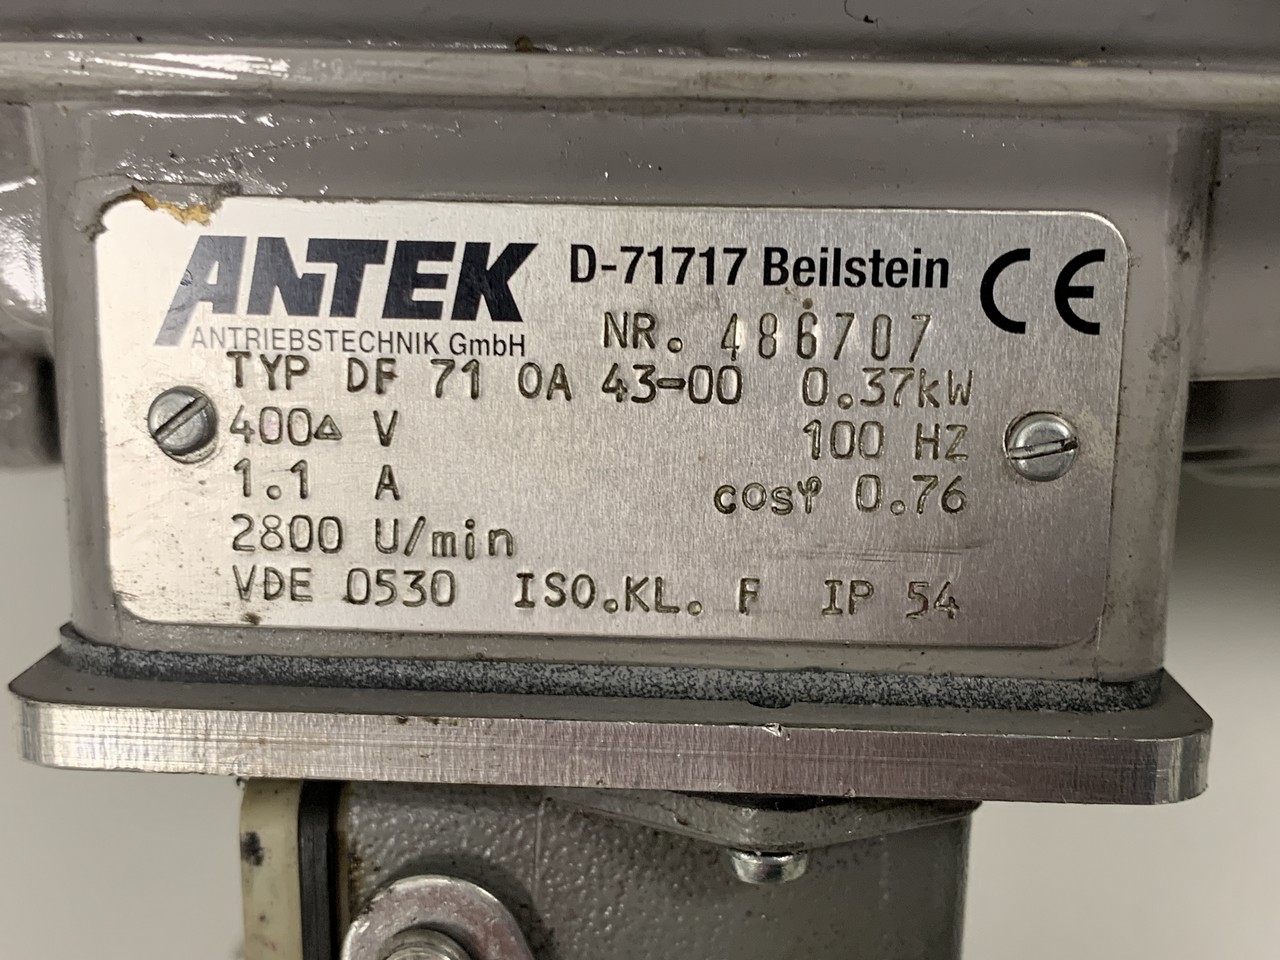 ANTEK D-71717 Beilstein CE
ANTRIEBSTECHNIK GmbH NR. 486707
TYP DF 71 0A 43-00 0.37kW
400△ V 100 HZ
1.1 A cosφ 0.76
2800 U/min
VDE 0530 ISO.KL. F IP 54